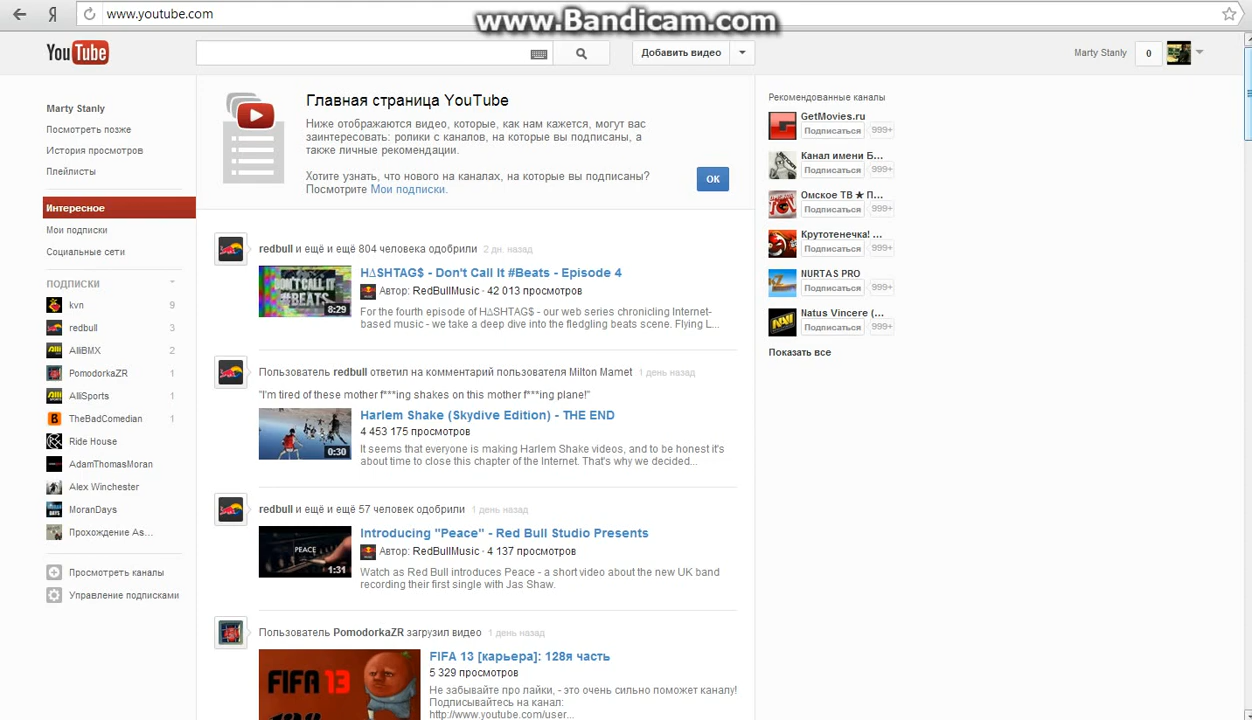 www.youtube.com
www.Bandicam.com
YouTube
Добавить видео
Marty Stanly
0
Marty Stanly
Посмотреть позже
История просмотров
Плейлисты
Интересное
Мои подписки
Социальные сети
ПОДПИСКИ
kvn 9
redbull 3
AlliBMX 2
PomodorkaZR 1
AlliSports 1
TheBadComedian 1
Ride House
AdamThomasMoran
Alex Winchester
MoranDays
Прохождение As...
Просмотреть каналы
Управление подписками
Главная страница YouTube
Ниже отображаются видео, которые, как нам кажется, могут вас
заинтересовать: ролики с каналов, на которые вы подписаны, а
также личные рекомендации.
Хотите узнать, что нового на каналах, на которые вы подписаны?
Посмотрите Мои подписки.
ОК
redbull и ещё и ещё 804 человека одобрили 2 дн. назад
DON'T CALL IT
#BEATS
8:29
H∆SHTAG$ - Don't Call It #Beats - Episode 4
Автор: RedBullMusic · 42 013 просмотров
For the fourth episode of H∆SHTAG$ - our web series chronicling Internet-
based music - we take a deep dive into the fledgling beats scene. Flying L...
Пользователь redbull ответил на комментарий пользователя Milton Mamet 1 день назад
"I'm tired of these mother f***ing shakes on this mother f***ing plane!"
0:30
Harlem Shake (Skydive Edition) - THE END
4 453 175 просмотров
It seems that everyone is making Harlem Shake videos, and to be honest it's
about time to close this chapter of the Internet. That's why we decided...
redbull и ещё и ещё 57 человек одобрили 1 день назад
PEACE
1:31
Introducing "Peace" - Red Bull Studio Presents
Автор: RedBullMusic · 4 137 просмотров
Watch as Red Bull introduces Peace - a short video about the new UK band
recording their first single with Jas Shaw.
Пользователь PomodorkaZR загрузил видео 1 день назад
FIFA 13
FIFA 13 [карьера]: 128я часть
5 329 просмотров
Не забывайте про лайки, - это очень сильно поможет каналу!
Подписывайтесь на канал:
http://www.youtube.com/user...
Рекомендованные каналы
GetMovies.ru
Подписаться 999+
Канал имени Б...
Подписаться 999+
Омское ТВ ★ П...
Подписаться 999+
Крутотенечка! ...
Подписаться 999+
NURTAS PRO
Подписаться 999+
Natus Vincere (...
Подписаться 999+
Показать все